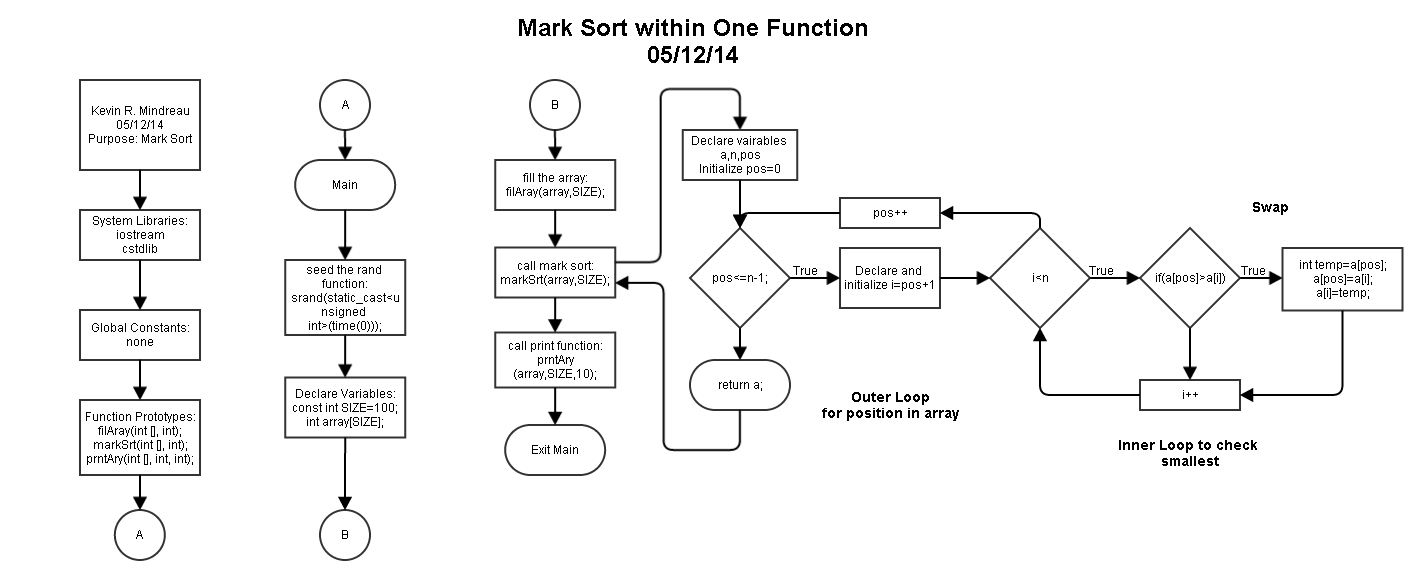 Mark Sort within One Function
05/12/14
Kevin R. Mindreau
05/12/14
Purpose: Mark Sort
System Libraries:
iostream
cstdlib
Global Constants:
none
Function Prototypes:
filAray(int [], int);
markSrt(int [], int);
prntAry(int [], int, int);
A
A
Main
seed the rand
function:
srand(static_cast<u
nsigned
int>(time(0)));
Declare Variables:
const int SIZE=100;
int array[SIZE];
B
B
fill the array:
filAray(array,SIZE);
call mark sort:
markSrt(array,SIZE);
call print function:
prntAry
(array,SIZE,10);
Exit Main
Declare vairables
a,n,pos
Initialize pos=0
pos<=n-1;
True
return a;
pos++
Declare and
initialize i=pos+1
i<n
True
if(a[pos]>a[i])
True
Swap
int temp=a[pos];
a[pos]=a[i];
a[i]=temp;
i++
Outer Loop
for position in array
Inner Loop to check
smallest